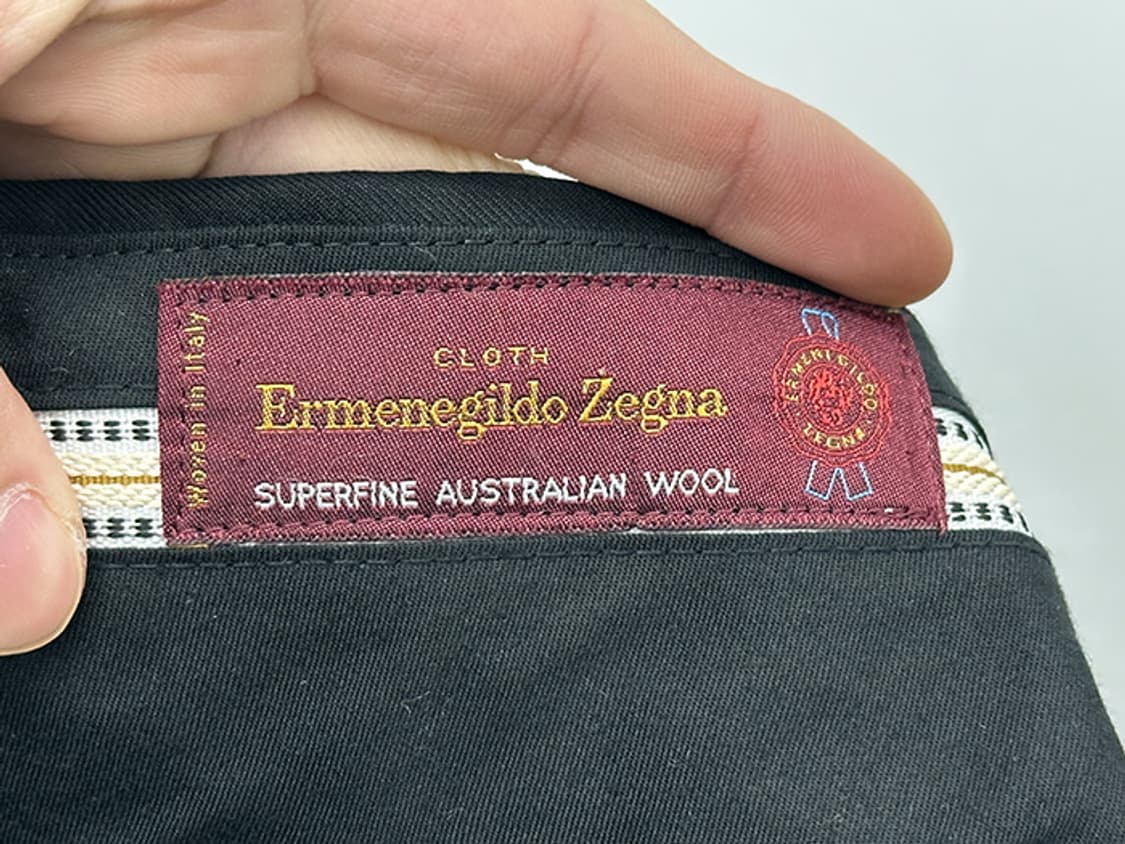 Woven in Italy
CLOTH
Ermenegildo Zegna
SUPERFINE AUSTRALIAN WOOL
ERMENEGILDO
ZEGNA